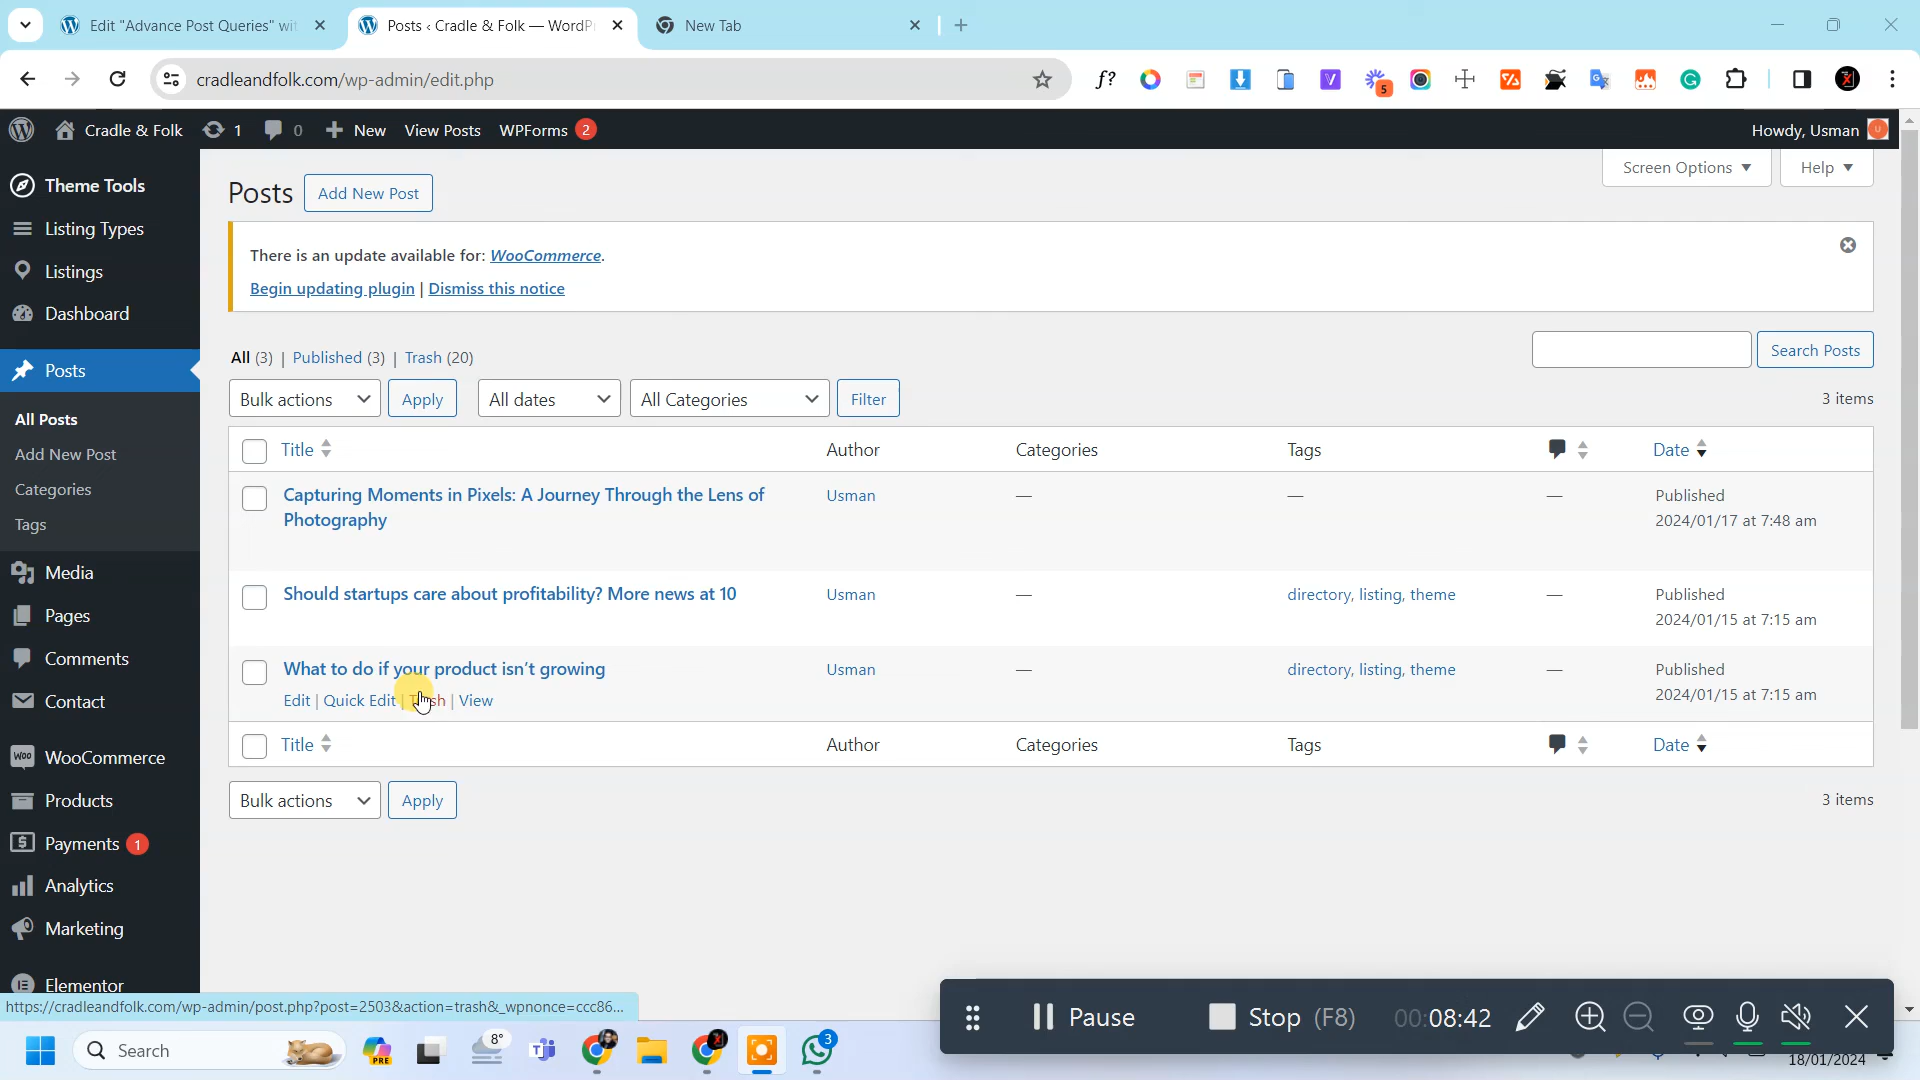 Edit "Advance Post Queries" wit
Posts ‹ Cradle & Folk — WordPr
New Tab
cradleandfolk.com/wp-admin/edit.php
f?
5
Cradle & Folk
1
0
New
View Posts
WPForms 2
Howdy, Usman
Theme Tools
Listing Types
Listings
Dashboard
Posts
All Posts
Add New Post
Categories
Tags
Media
Pages
Comments
Contact
WooCommerce
Products
Payments 1
Analytics
Marketing
Elementor
Screen Options
Help
Posts
Add New Post
There is an update available for: WooCommerce.
Begin updating plugin | Dismiss this notice
All (3) | Published (3) | Trash (20)
Search Posts
Bulk actions
Apply
All dates
All Categories
Filter
3 items
Title Author Categories Tags Date
Capturing Moments in Pixels: A Journey Through the Lens of
Photography
Usman — — —
Published
2024/01/17 at 7:48 am
Should startups care about profitability? More news at 10
Usman — directory, listing, theme —
Published
2024/01/15 at 7:15 am
What to do if your product isn't growing
Usman — directory, listing, theme —
Published
2024/01/15 at 7:15 am
Edit | Quick Edit | Trash | View
Title Author Categories Tags Date
Bulk actions
Apply
3 items
https://cradleandfolk.com/wp-admin/post.php?post=2503&action=trash&_wpnonce=ccc86...
Pause
Stop (F8)
00:08:42
Search
PRE
8°
3
18/01/2024